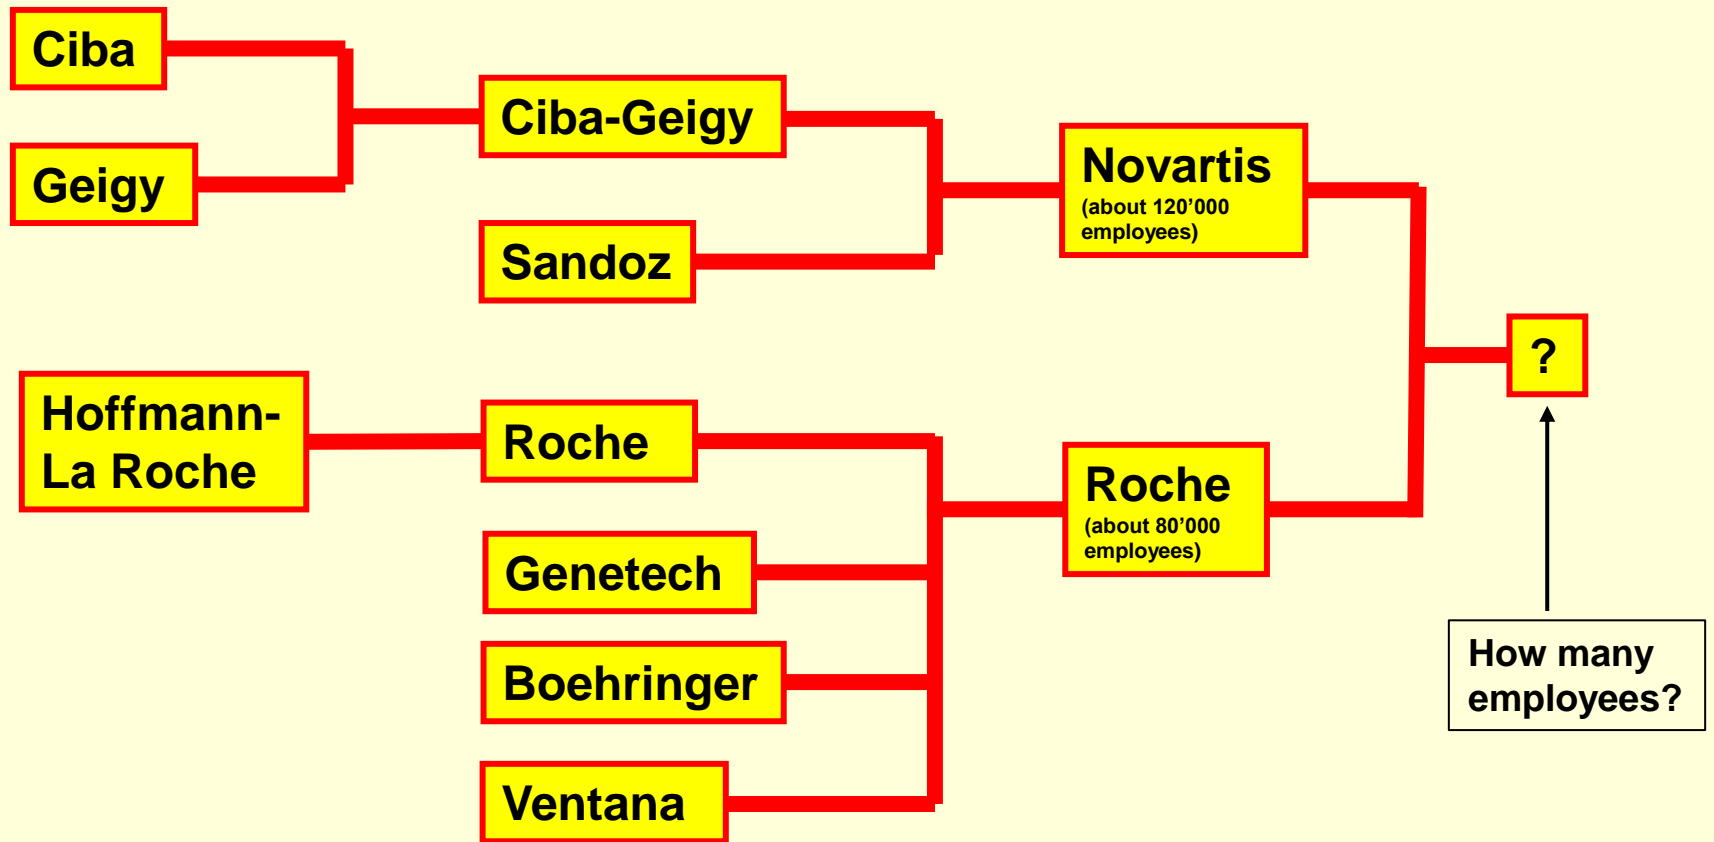 Ciba
Geigy
Ciba-Geigy
Sandoz
Novartis
(about 120’000
employees)
Hoffmann-
La Roche
Roche
Genetech
Boehringer
Ventana
Roche
(about 80’000
employees)
?
How many
employees?